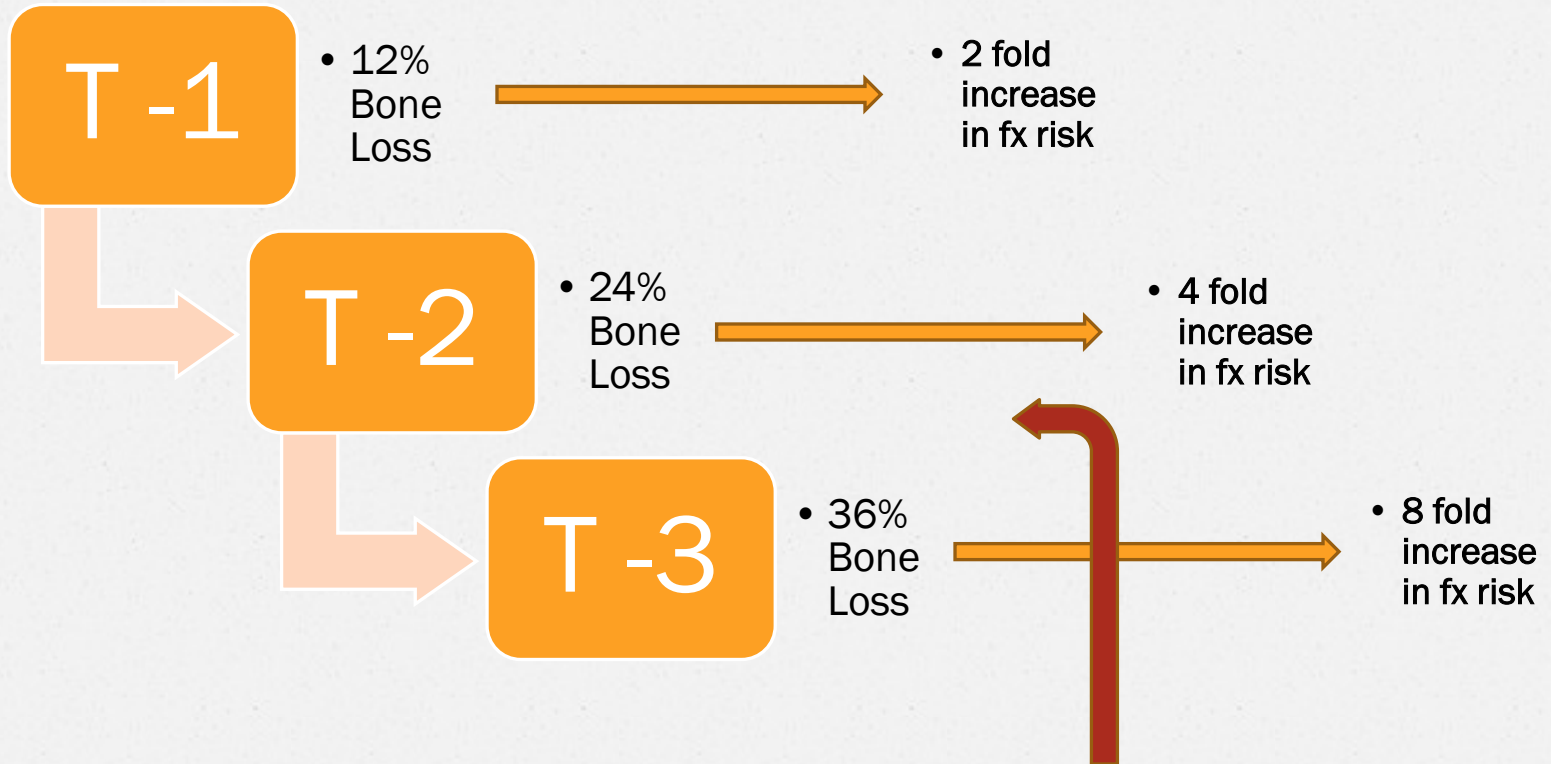 T -1
• 12%
Bone
Loss
• 2 fold
increase
in fx risk
T -2
• 24%
Bone
Loss
• 4 fold
increase
in fx risk
T -3
• 36%
Bone
Loss
• 8 fold
increase
in fx risk